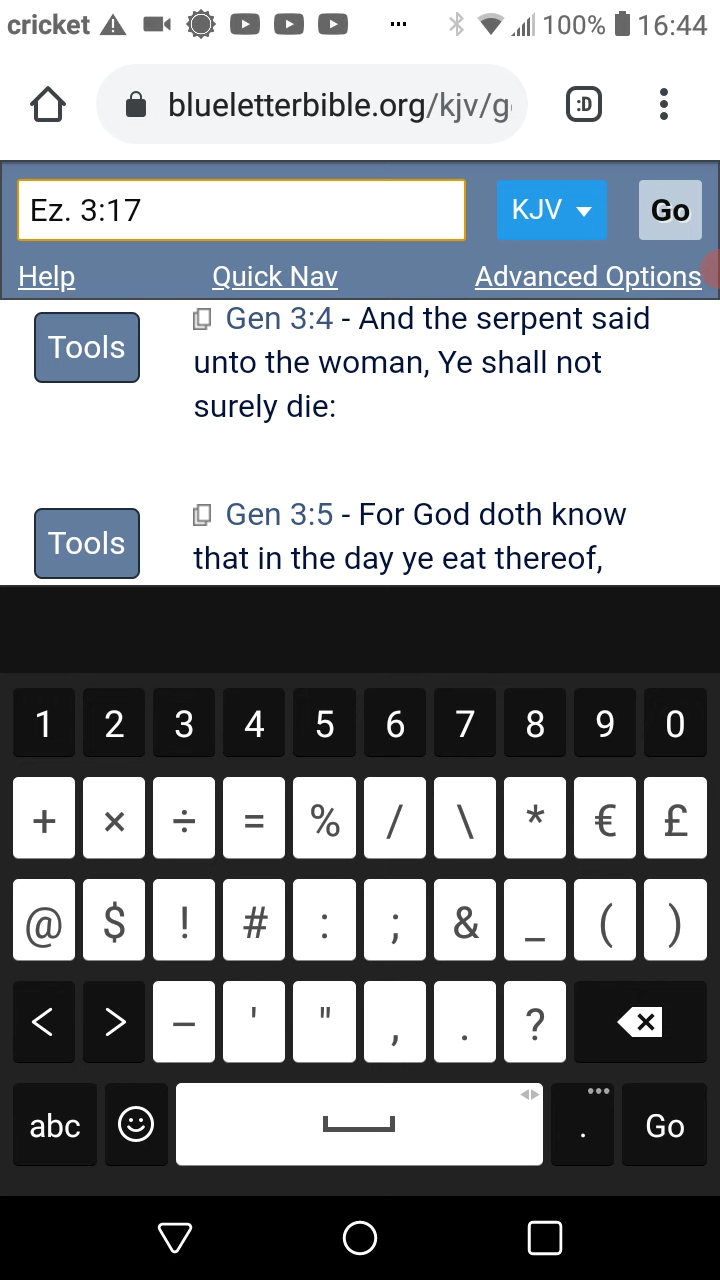 cricket ... 100% 16:44
:D
blueletterbible.org/kjv/g
Ez. 3:17 KJV Go
Help Quick Nav Advanced Options
Tools Gen 3:4 - And the serpent said
unto the woman, Ye shall not
surely die:
Tools Gen 3:5 - For God doth know
that in the day ye eat thereof,
1 2 3 4 5 6 7 8 9 0
+ × ÷ = % / \ * € £
@ $ ! # : ; & _ ( )
< > – ' " , . ?
abc . Go